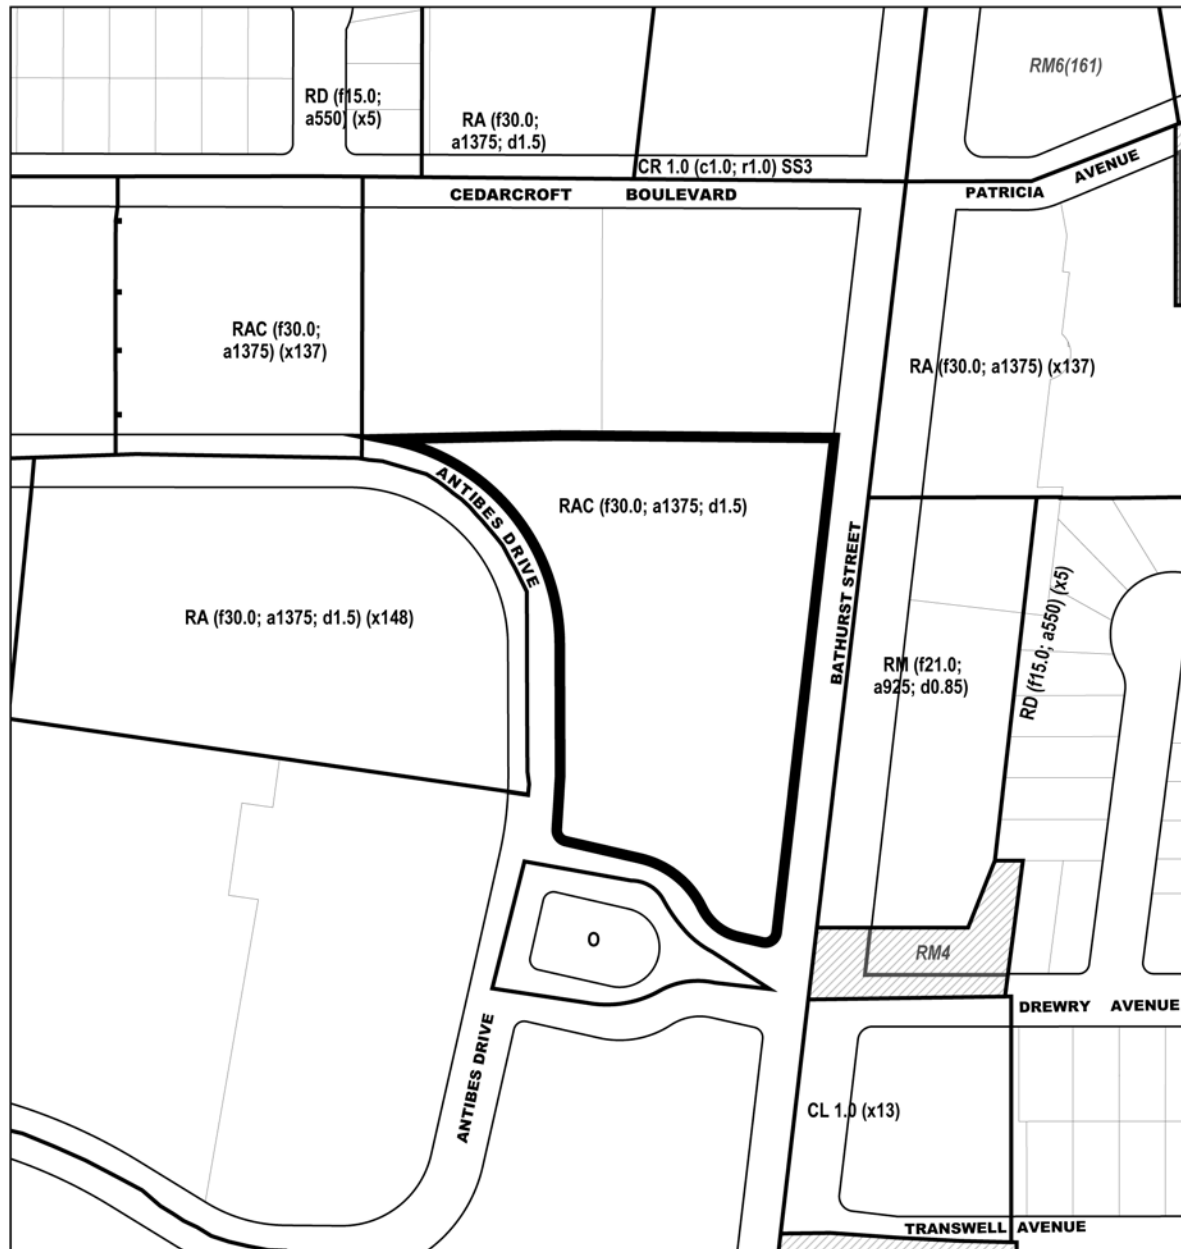 RM6(161)
RD (f15.0;
a550) (x5)
RA (f30.0;
a1375; d1.5)
CR 1.0 (c1.0; r1.0) SS3
CEDARCROFT BOULEVARD
PATRICIA AVENUE
RAC (f30.0;
a1375) (x137)
RA (f30.0; a1375) (x137)
ANTIBES DRIVE
RAC (f30.0; a1375; d1.5)
BATHURST STREET
RD (f15.0; a550) (x5)
RA (f30.0; a1375; d1.5) (x148)
RM (f21.0;
a925; d0.85)
O
RM4
DREWRY AVENUE
ANTIBES DRIVE
CL 1.0 (x13)
TRANSWELL AVENUE